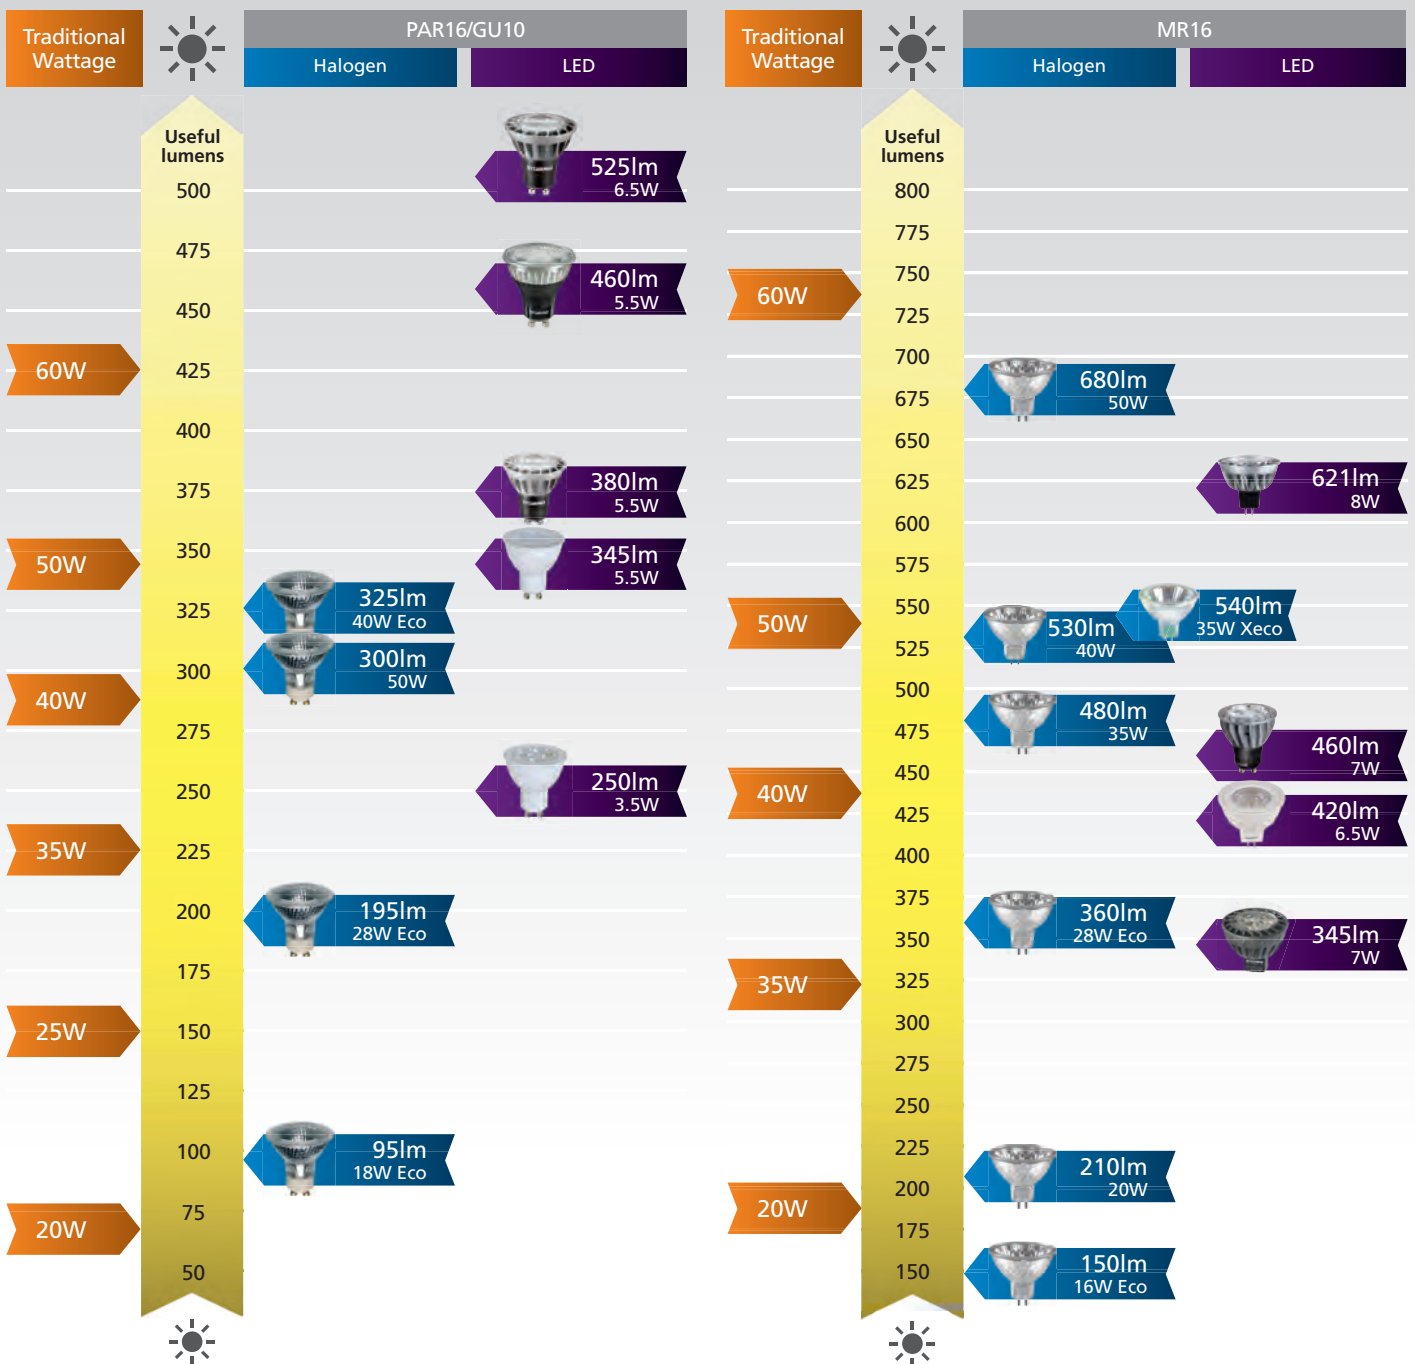 Traditional
Wattage
PAR16/GU10
Halogen
LED
Useful
lumens
500
475
450
425
400
375
350
325
300
275
250
225
200
175
150
125
100
75
50
60W
50W
40W
35W
25W
20W
325lm
40W Eco
300lm
50W
195lm
28W Eco
95lm
18W Eco
525lm
6.5W
460lm
5.5W
380lm
5.5W
345lm
5.5W
250lm
3.5W
Traditional
Wattage
MR16
Halogen
LED
Useful
lumens
800
775
750
725
700
675
650
625
600
575
550
525
500
475
450
425
400
375
350
325
300
275
250
225
200
175
150
60W
50W
40W
35W
20W
680lm
50W
540lm
35W Xeco
530lm
40W
480lm
35W
360lm
28W Eco
210lm
20W
150lm
16W Eco
621lm
8W
460lm
7W
420lm
6.5W
345lm
7W